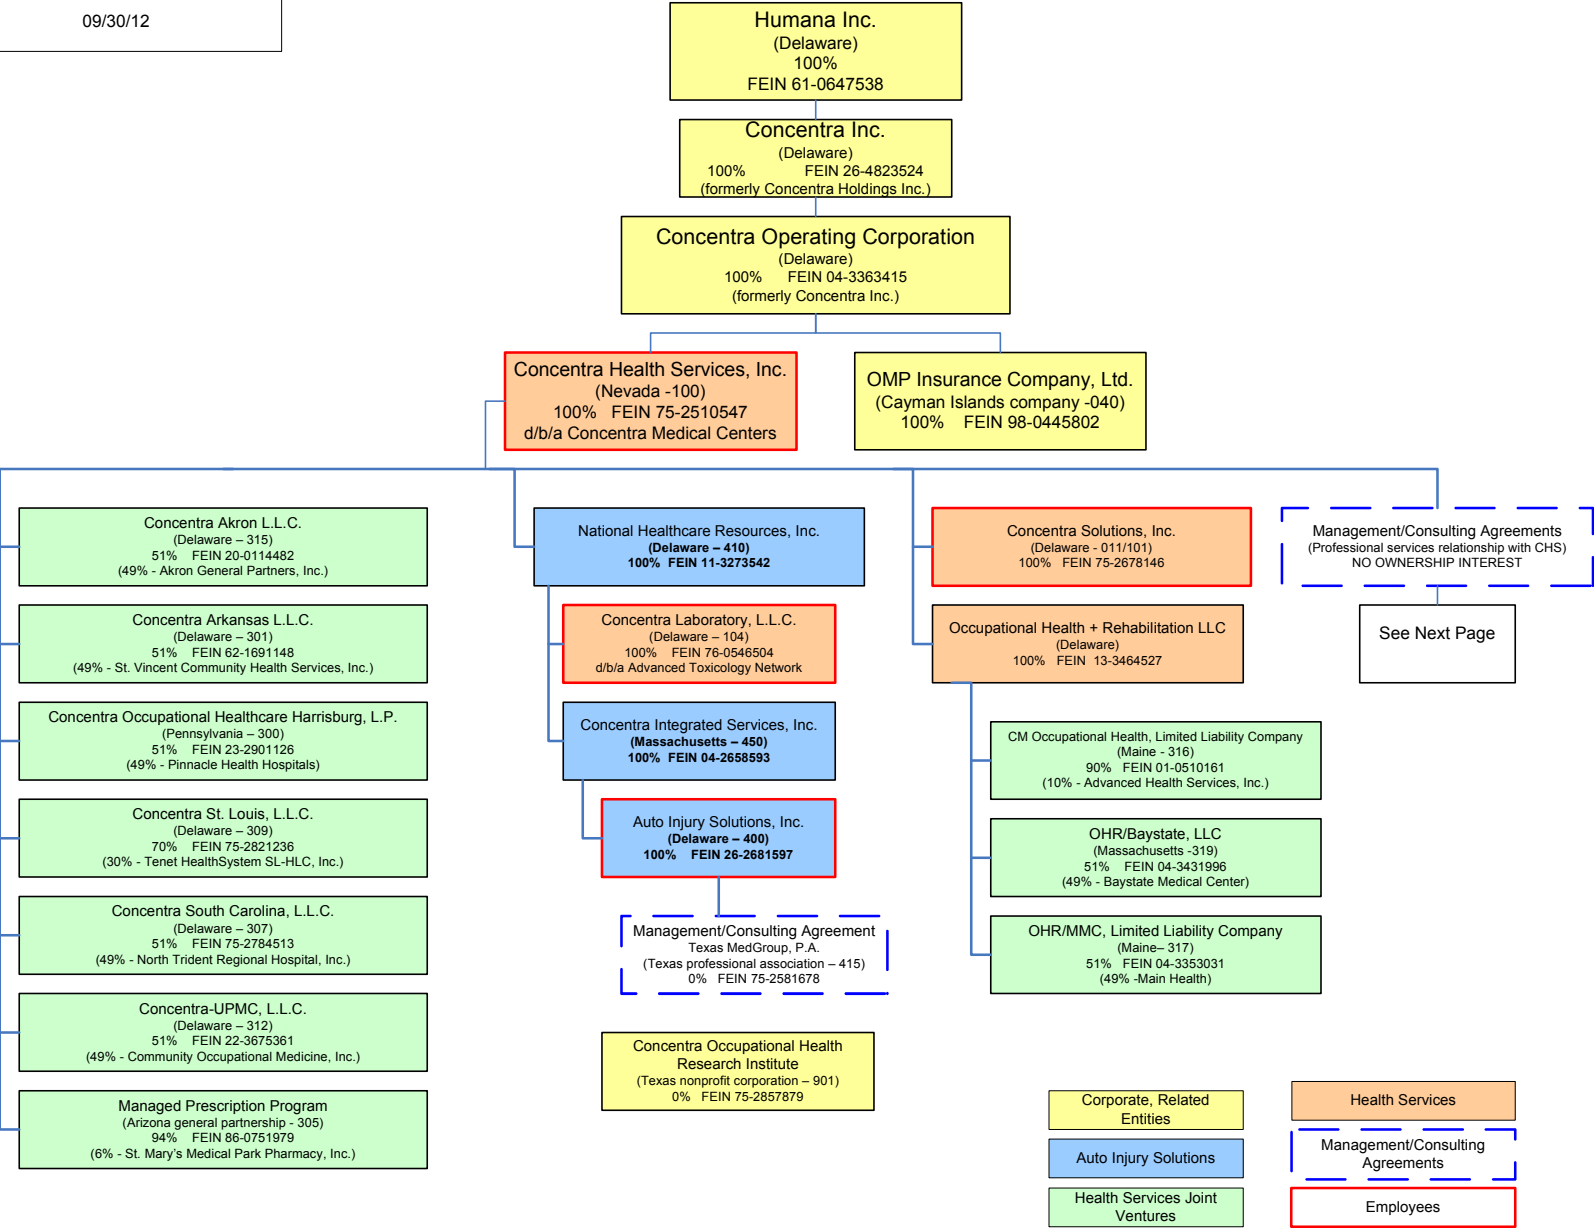 09/30/12
Humana Inc.
(Delaware)
100%
FEIN 61-0647538
Concentra Inc.
(Delaware)
100% FEIN 26-4823524
(formerly Concentra Holdings Inc.)
Concentra Operating Corporation
(Delaware)
100% FEIN 04-3363415
(formerly Concentra Inc.)
Concentra Health Services, Inc.
(Nevada -100)
100% FEIN 75-2510547
d/b/a Concentra Medical Centers
OMP Insurance Company, Ltd.
(Cayman Islands company -040)
100% FEIN 98-0445802
Concentra Akron L.L.C.
(Delaware – 315)
51% FEIN 20-0114482
(49% - Akron General Partners, Inc.)
Concentra Arkansas L.L.C.
(Delaware – 301)
51% FEIN 62-1691148
(49% - St. Vincent Community Health Services, Inc.)
Concentra Occupational Healthcare Harrisburg, L.P.
(Pennsylvania – 300)
51% FEIN 23-2901126
(49% - Pinnacle Health Hospitals)
Concentra St. Louis, L.L.C.
(Delaware – 309)
70% FEIN 75-2821236
(30% - Tenet HealthSystem SL-HLC, Inc.)
Concentra South Carolina, L.L.C.
(Delaware – 307)
51% FEIN 75-2784513
(49% - North Trident Regional Hospital, Inc.)
Concentra-UPMC, L.L.C.
(Delaware – 312)
51% FEIN 22-3675361
(49% - Community Occupational Medicine, Inc.)
Managed Prescription Program
(Arizona general partnership - 305)
94% FEIN 86-0751979
(6% - St. Mary's Medical Park Pharmacy, Inc.)
National Healthcare Resources, Inc.
(Delaware – 410)
100% FEIN 11-3273542
Concentra Laboratory, L.L.C.
(Delaware – 104)
100% FEIN 76-0546504
d/b/a Advanced Toxicology Network
Concentra Integrated Services, Inc.
(Massachusetts – 450)
100% FEIN 04-2658593
Auto Injury Solutions, Inc.
(Delaware – 400)
100% FEIN 26-2681597
Management/Consulting Agreement
Texas MedGroup, P.A.
(Texas professional association – 415)
0% FEIN 75-2581678
Concentra Occupational Health
Research Institute
(Texas nonprofit corporation – 901)
0% FEIN 75-2857879
Concentra Solutions, Inc.
(Delaware - 011/101)
100% FEIN 75-2678146
Occupational Health + Rehabilitation LLC
(Delaware)
100% FEIN 13-3464527
CM Occupational Health, Limited Liability Company
(Maine - 316)
90% FEIN 01-0510161
(10% - Advanced Health Services, Inc.)
OHR/Baystate, LLC
(Massachusetts -319)
51% FEIN 04-3431996
(49% - Baystate Medical Center)
OHR/MMC, Limited Liability Company
(Maine– 317)
51% FEIN 04-3353031
(49% -Main Health)
Management/Consulting Agreements
(Professional services relationship with CHS)
NO OWNERSHIP INTEREST
See Next Page
Corporate, Related
Entities
Health Services
Auto Injury Solutions
Management/Consulting
Agreements
Health Services Joint
Ventures
Employees